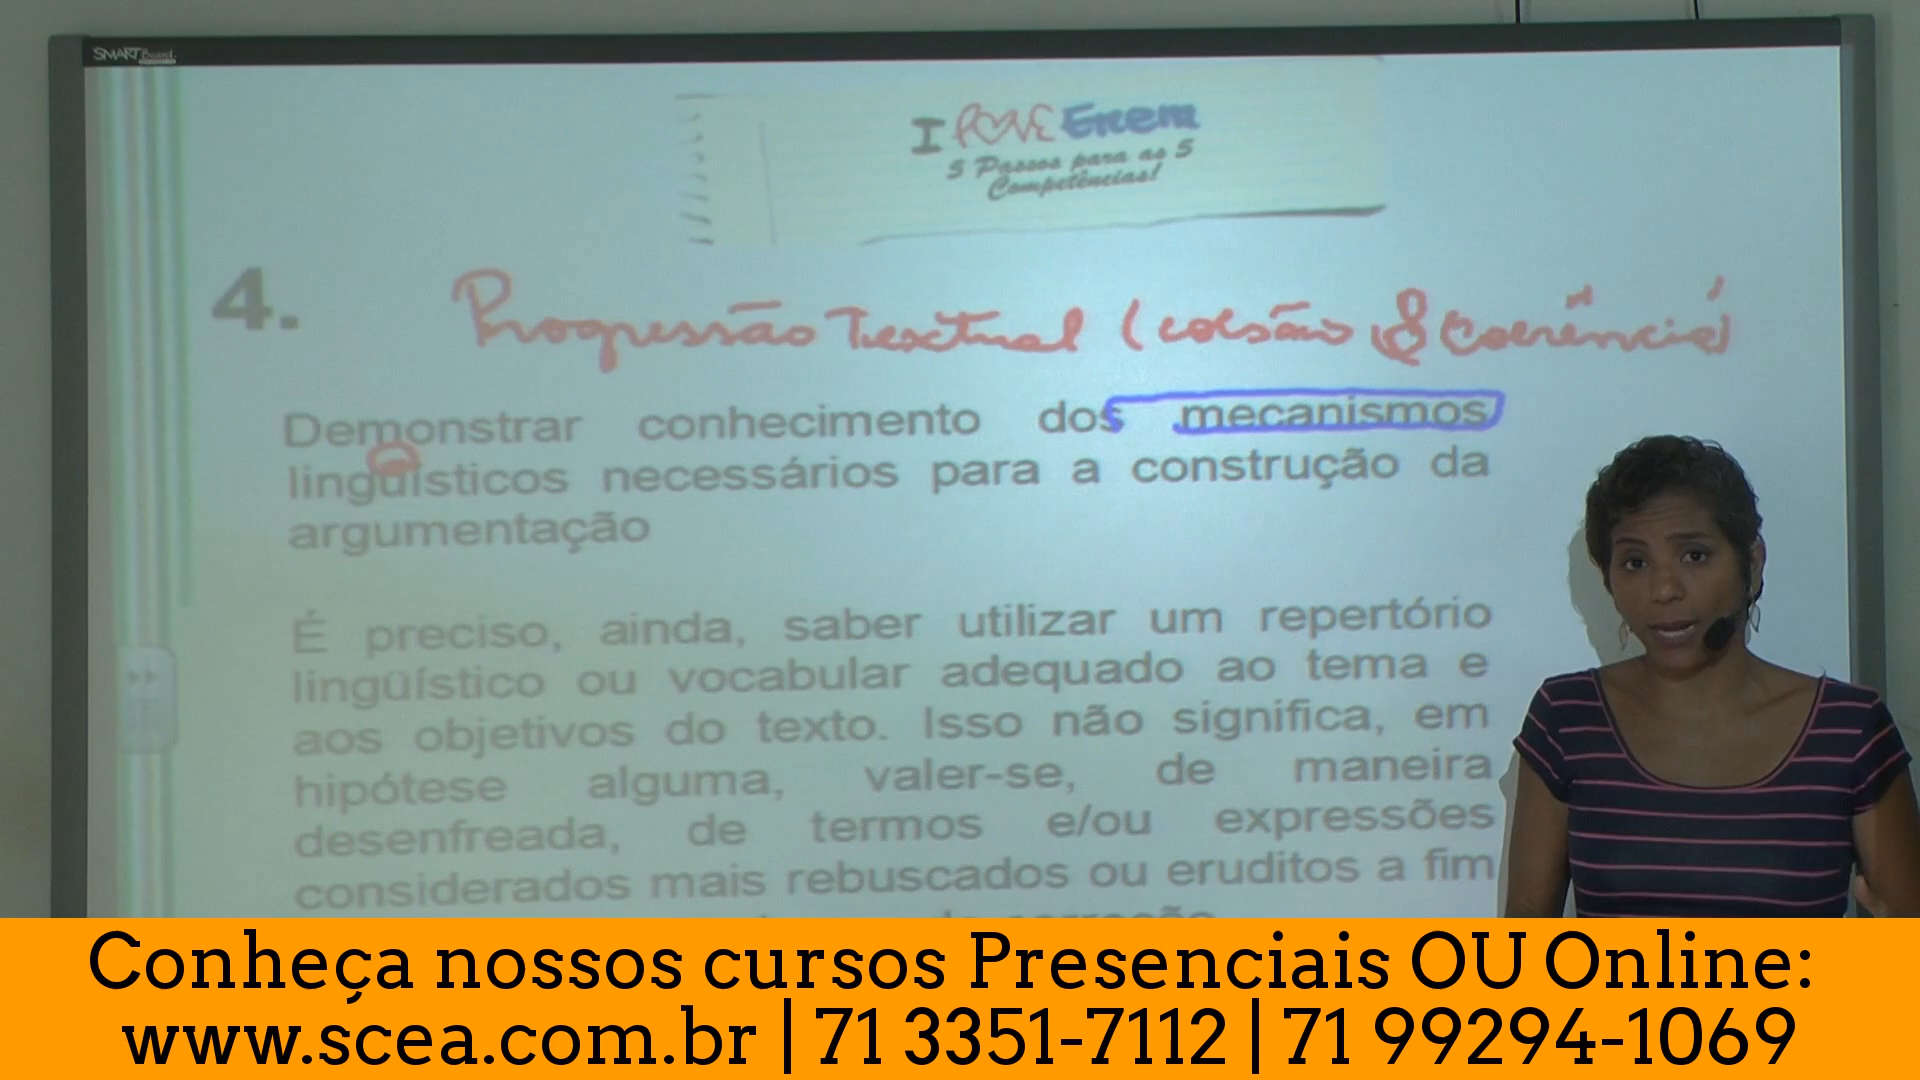 SMART Board
I LOVE Enem
5 Passos para as 5
Competências!
4.
Progressão Textual (coesão & coerência)
Demonstrar conhecimento dos mecanismos
lingüísticos necessários para a construção da
argumentação
É preciso, ainda, saber utilizar um repertório
lingüístico ou vocabular adequado ao tema e
aos objetivos do texto. Isso não significa, em
hipótese alguma, valer-se, de maneira
desenfreada, de termos e/ou expressões
considerados mais rebuscados ou eruditos a fim
Conheça nossos cursos Presenciais OU Online:
www.scea.com.br | 71 3351-7112 | 71 99294-1069